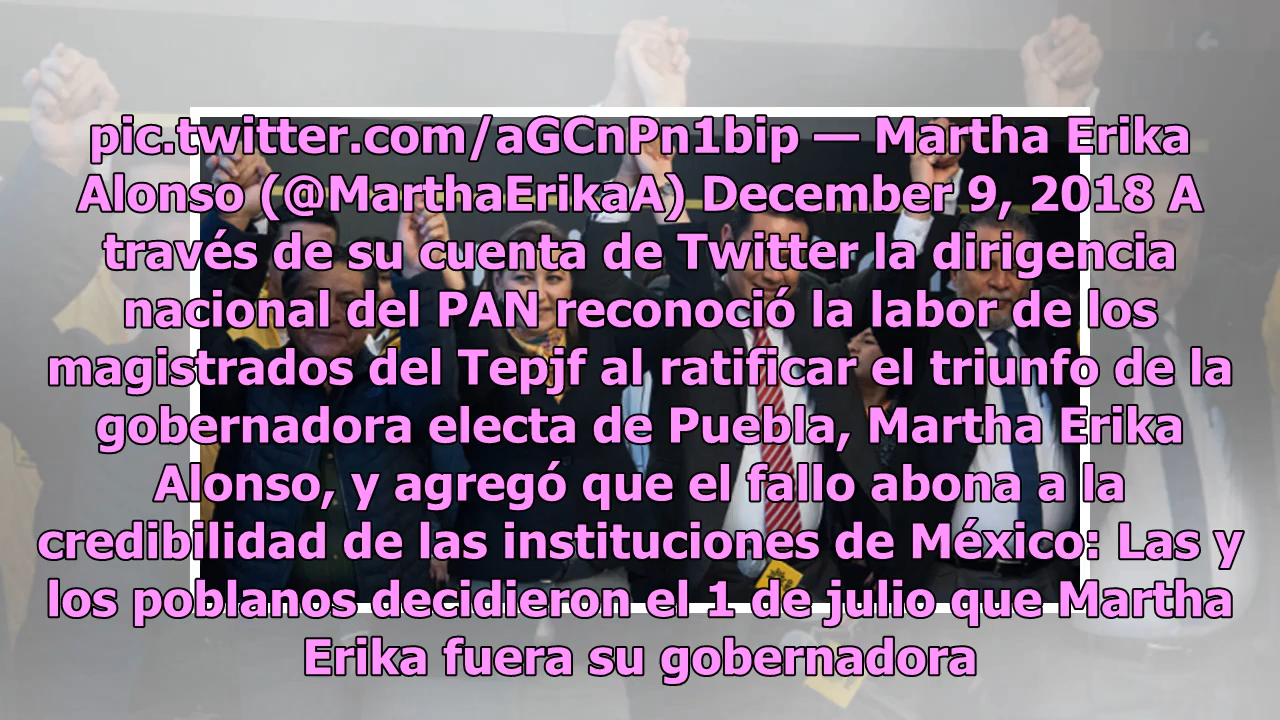 pic.twitter.com/aGCnPn1bip — Martha Erika
Alonso (@MarthaErikaA) December 9, 2018 A
través de su cuenta de Twitter la dirigencia
nacional del PAN reconoció la labor de los
magistrados del Tepjf al ratificar el triunfo de la
gobernadora electa de Puebla, Martha Erika
Alonso, y agregó que el fallo abona a la
credibilidad de las instituciones de México: Las y
los poblanos decidieron el 1 de julio que Martha
Erika fuera su gobernadora